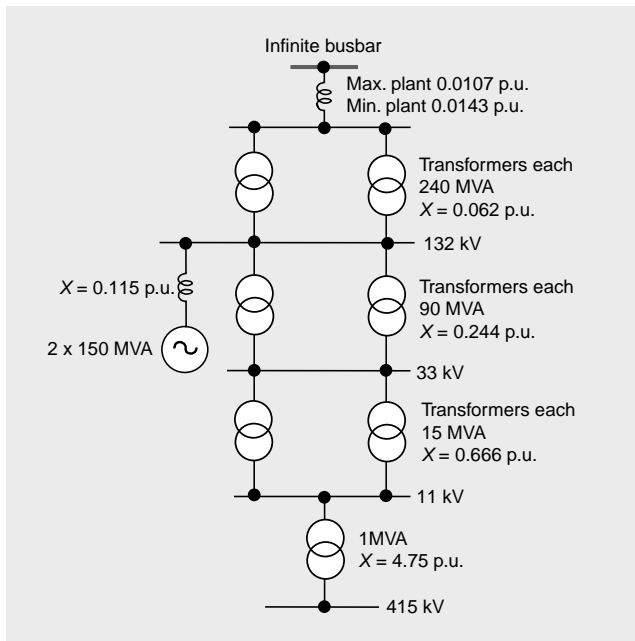 Infinite busbar
Max. plant 0.0107 p.u.
Min. plant 0.0143 p.u.
Transformers each
240 MVA
X = 0.062 p.u.
132 kV
X = 0.115 p.u.
2 x 150 MVA
Transformers each
90 MVA
X = 0.244 p.u.
33 kV
Transformers each
15 MVA
X = 0.666 p.u.
11 kV
1MVA
X = 4.75 p.u.
415 kV